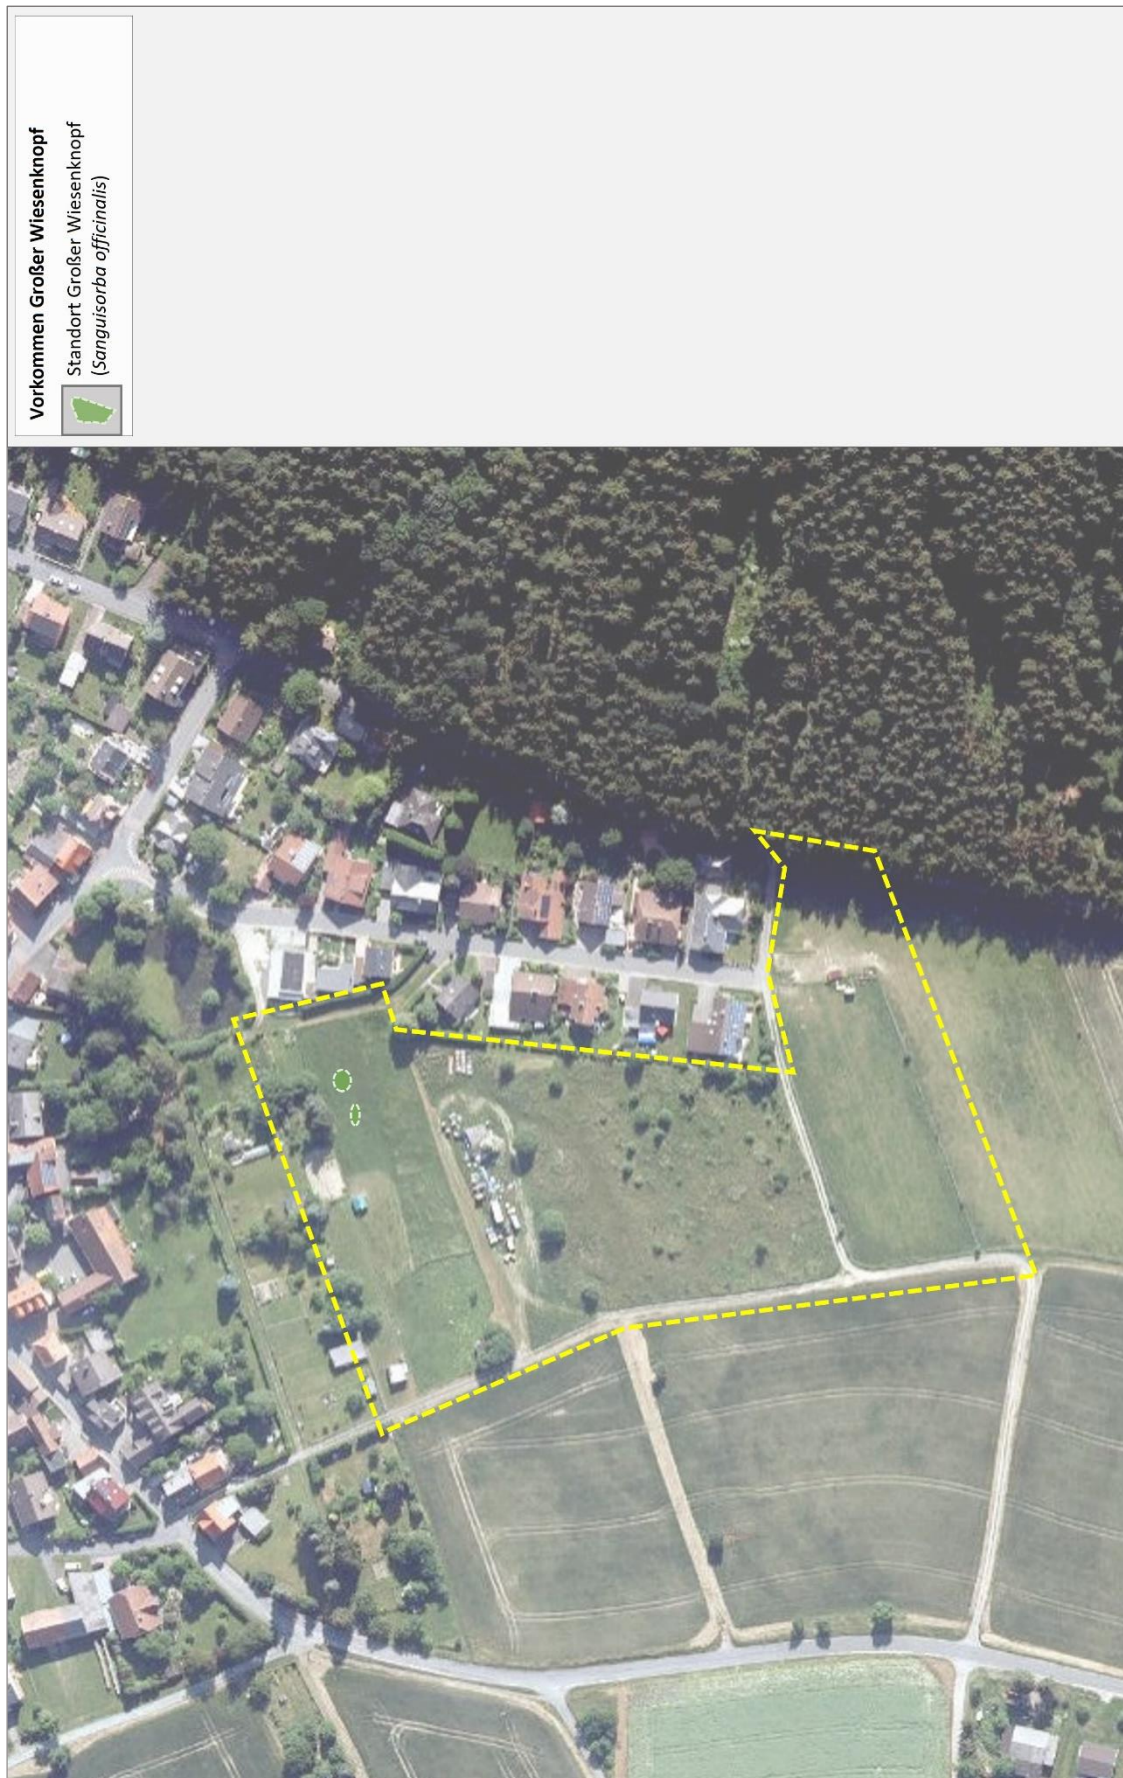 Vorkommen Großer Wiesenknopf
Standort Großer Wiesenknopf
(Sanguisorba officinalis)